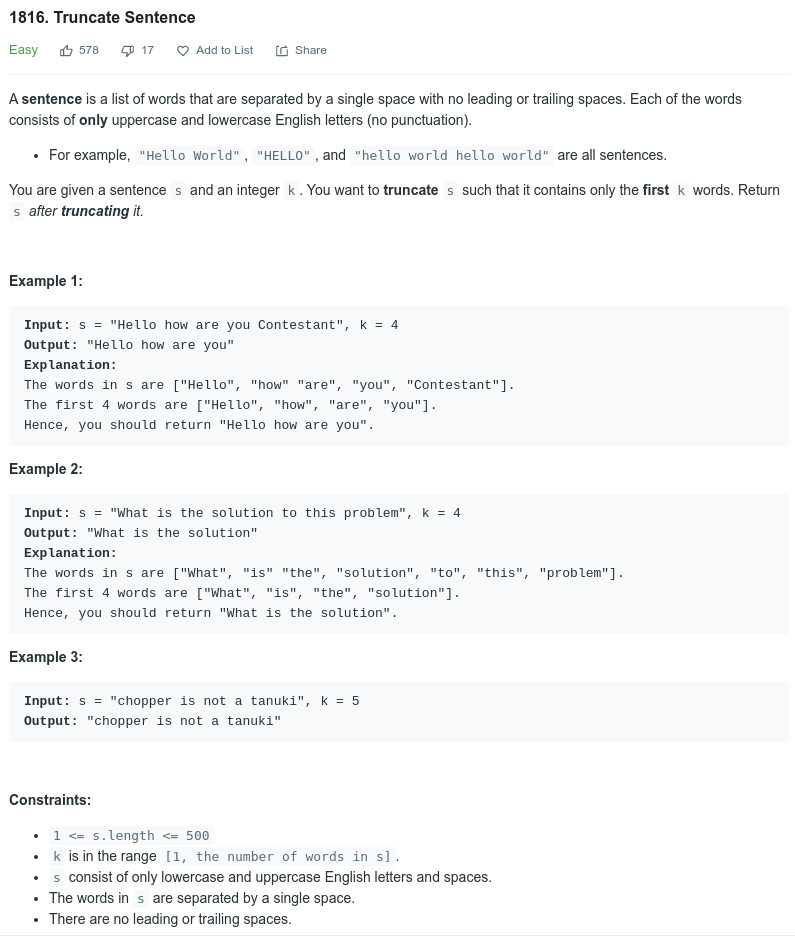 1816. Truncate Sentence
Easy 578 17 Add to List Share
A sentence is a list of words that are separated by a single space with no leading or trailing spaces. Each of the words
consists of only uppercase and lowercase English letters (no punctuation).
• For example, "Hello World", "HELLO", and "hello world hello world" are all sentences.
You are given a sentence s and an integer k. You want to truncate s such that it contains only the first k words. Return
s after truncating it.
Example 1:
Input: s = "Hello how are you Contestant", k = 4
Output: "Hello how are you"
Explanation:
The words in s are ["Hello", "how" "are", "you", "Contestant"].
The first 4 words are ["Hello", "how", "are", "you"].
Hence, you should return "Hello how are you".
Example 2:
Input: s = "What is the solution to this problem", k = 4
Output: "What is the solution"
Explanation:
The words in s are ["What", "is" "the", "solution", "to", "this", "problem"].
The first 4 words are ["What", "is", "the", "solution"].
Hence, you should return "What is the solution".
Example 3:
Input: s = "chopper is not a tanuki", k = 5
Output: "chopper is not a tanuki"
Constraints:
• 1 <= s.length <= 500
• k is in the range [1, the number of words in s].
• s consist of only lowercase and uppercase English letters and spaces.
• The words in s are separated by a single space.
• There are no leading or trailing spaces.